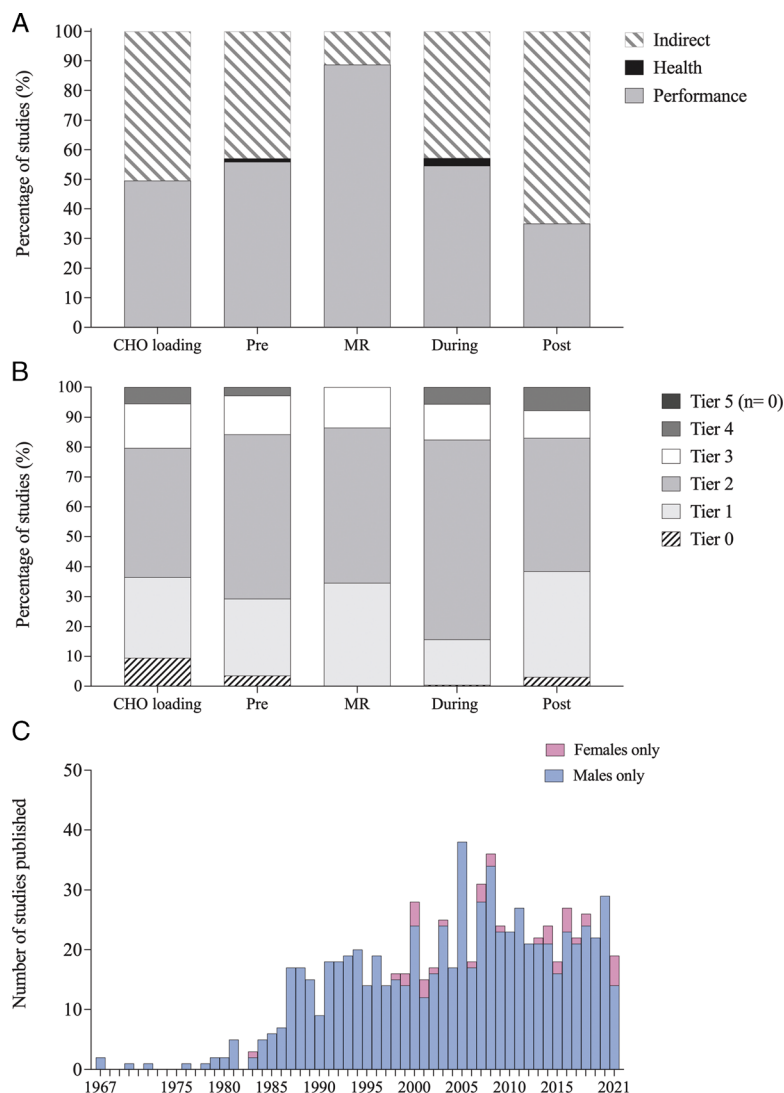 A
Percentage of studies (%)
100
90
80
70
60
50
40
30
20
10
0
CHO loading Pre MR During Post
Indirect
Health
Performance
B
Percentage of studies (%)
100
90
80
70
60
50
40
30
20
10
0
CHO loading Pre MR During Post
Tier 5 (n= 0)
Tier 4
Tier 3
Tier 2
Tier 1
Tier 0
C
Females only
Males only
Number of studies published
50
40
30
20
10
0
1967 1975 1980 1985 1990 1995 2000 2005 2010 2015 2021